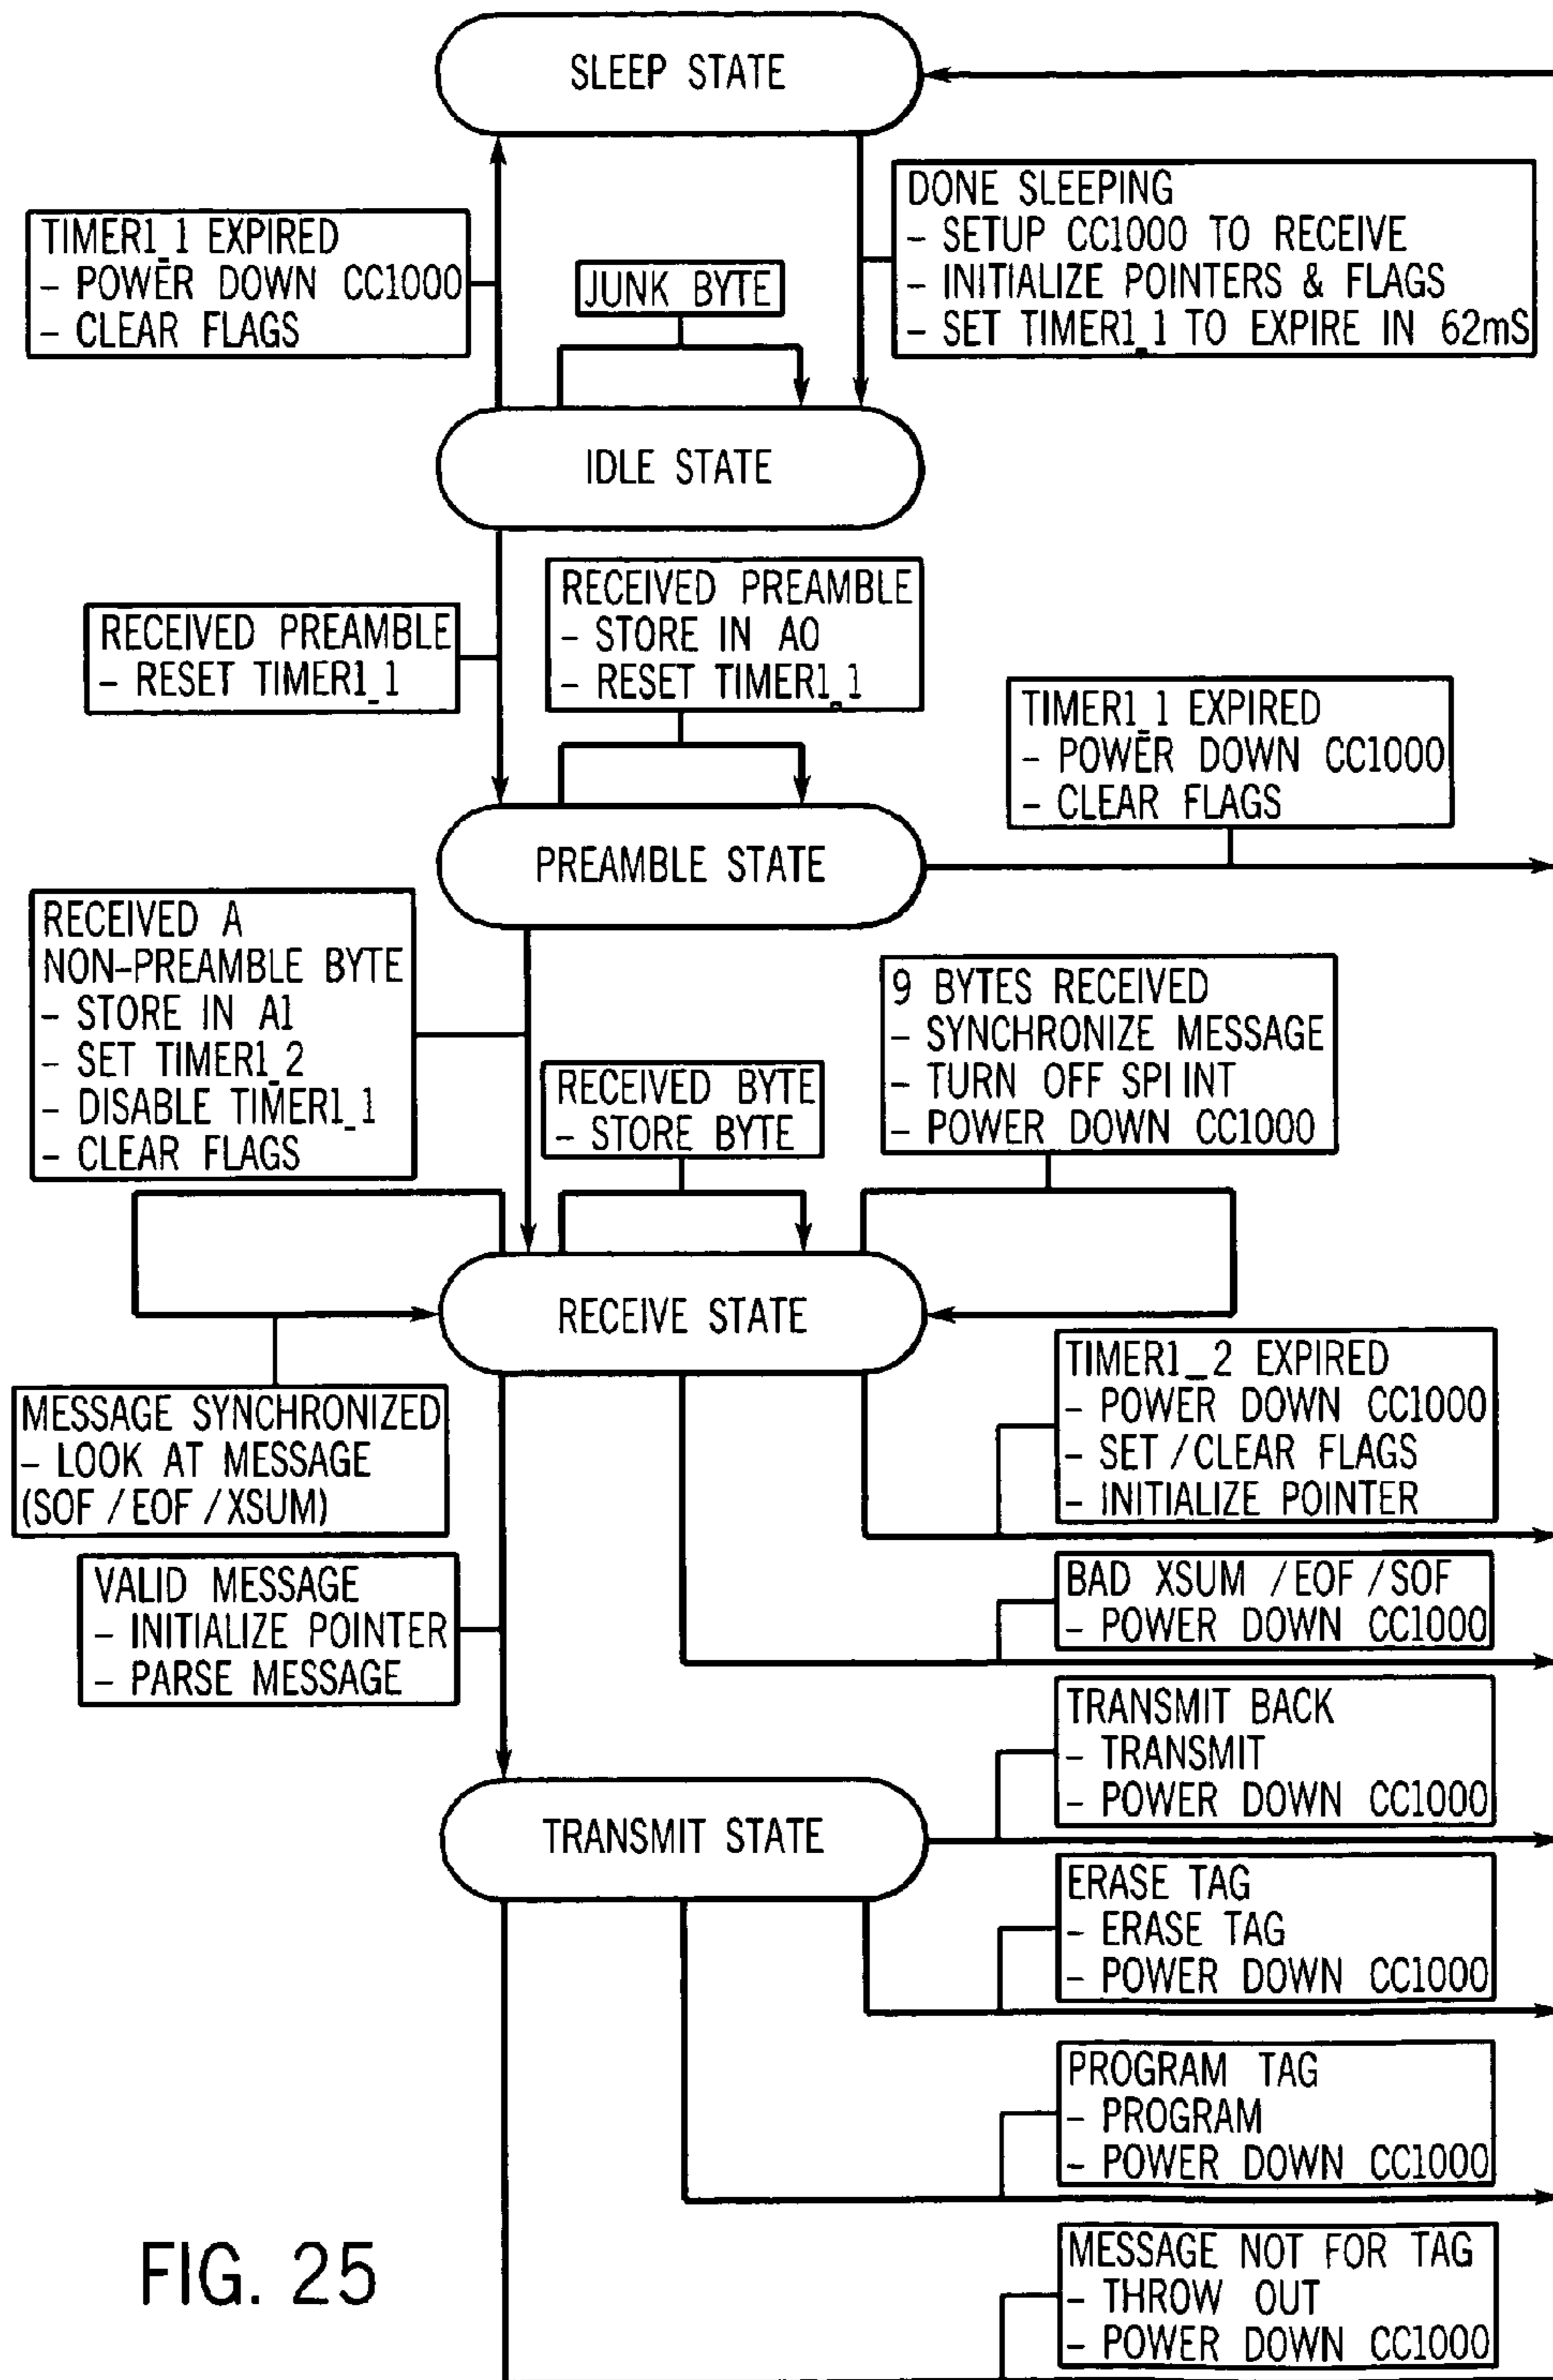 SLEEP STATE
DONE SLEEPING
- SETUP CC1000 TO RECEIVE
- INITIALIZE POINTERS & FLAGS
- SET TIMER1_1 TO EXPIRE IN 62mS
TIMER1_1 EXPIRED
- POWER DOWN CC1000
- CLEAR FLAGS
JUNK BYTE
IDLE STATE
RECEIVED PREAMBLE
- STORE IN A0
- RESET TIMER1_1
RECEIVED PREAMBLE
- RESET TIMER1_1
TIMER1_1 EXPIRED
- POWER DOWN CC1000
- CLEAR FLAGS
PREAMBLE STATE
RECEIVED A
NON-PREAMBLE BYTE
- STORE IN A1
- SET TIMER1_2
- DISABLE TIMER1_1
- CLEAR FLAGS
9 BYTES RECEIVED
- SYNCHRONIZE MESSAGE
- TURN OFF SPI INT
- POWER DOWN CC1000
RECEIVED BYTE
- STORE BYTE
RECEIVE STATE
TIMER1_2 EXPIRED
- POWER DOWN CC1000
- SET / CLEAR FLAGS
- INITIALIZE POINTER
MESSAGE SYNCHRONIZED
- LOOK AT MESSAGE
(SOF / EOF / XSUM)
VALID MESSAGE
- INITIALIZE POINTER
- PARSE MESSAGE
BAD XSUM / EOF / SOF
- POWER DOWN CC1000
TRANSMIT BACK
- TRANSMIT
- POWER DOWN CC1000
TRANSMIT STATE
ERASE TAG
- ERASE TAG
- POWER DOWN CC1000
PROGRAM TAG
- PROGRAM
- POWER DOWN CC1000
MESSAGE NOT FOR TAG
- THROW OUT
- POWER DOWN CC1000
FIG. 25